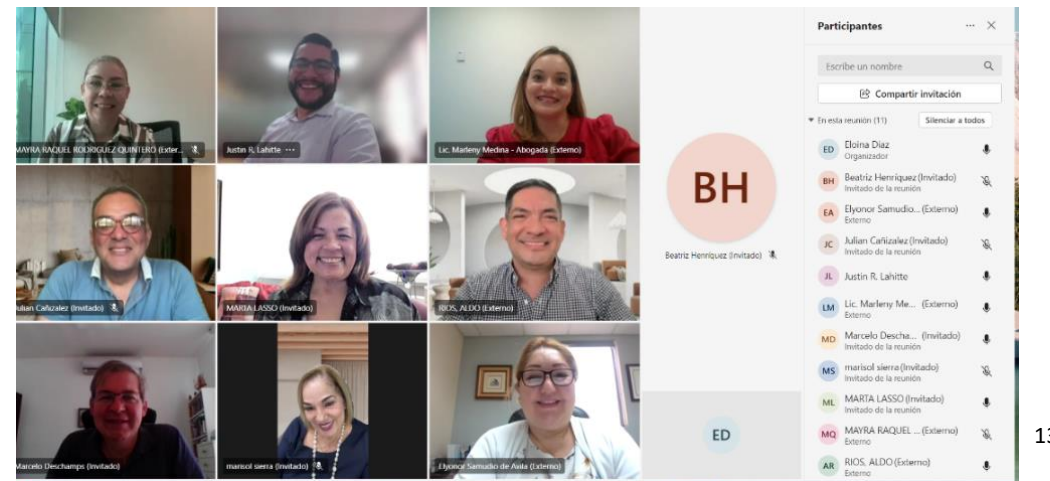 MAYRA RAQUEL RODRIGUEZ QUINTERO (Exter...
Justin R. Lahitte ...
Lic. Marleny Medina - Abogada (Externo)
Julian Cañizalez (Invitado)
MARTA LASSO (Invitado)
RIOS, ALDO (Externo)
Marcelo Deschamps (Invitado)
marisol sierra (Invitado)
Elyonor Samudio de Avila (Externo)
BH
Beatriz Henriquez (Invitado)
ED
Participantes ...
Escribe un nombre
Compartir invitación
En esta reunión (11) Silenciar a todos
ED Eloina Diaz
Organizador
BH Beatriz Henriquez (Invitado)
Invitado de la reunión
EA Elyonor Samudio... (Externo)
Externo
JC Julian Cañizalez (Invitado)
Invitado de la reunión
JL Justin R. Lahitte
LM Lic. Marleny Me... (Externo)
Externo
MD Marcelo Descha... (Invitado)
Invitado de la reunión
MS marisol sierra (Invitado)
Invitado de la reunión
ML MARTA LASSO (Invitado)
Invitado de la reunión
MQ MAYRA RAQUEL ... (Externo)
Externo
AR RIOS, ALDO (Externo)
Externo
13